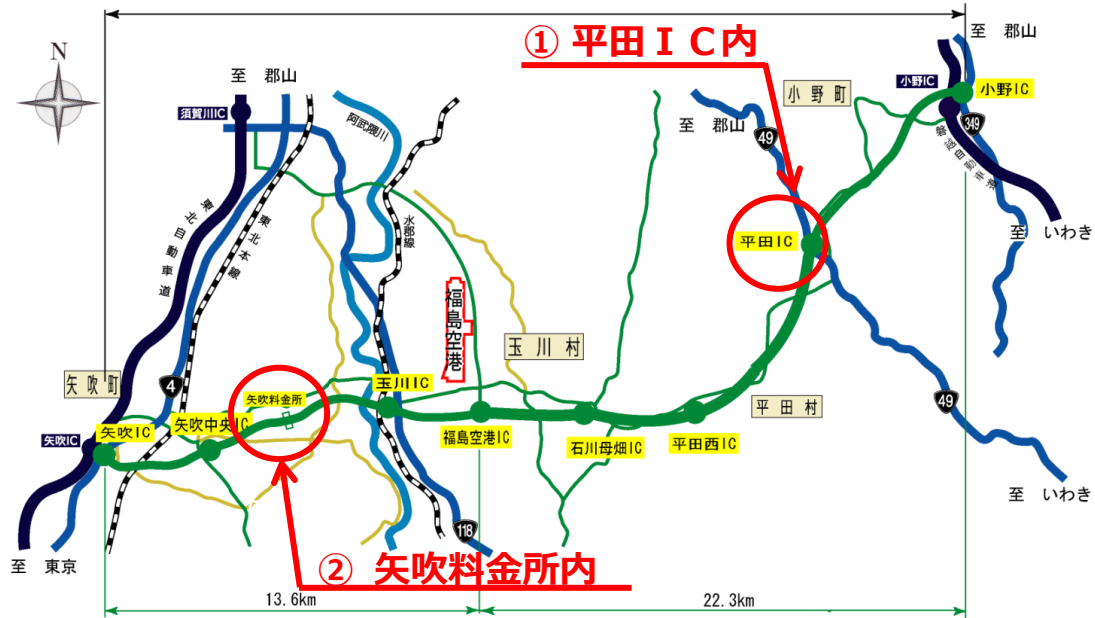 ① 平田ＩＣ内
至 郡山
N
至 郡山
小野IC
小野IC
小野町
須賀川IC
阿武隈川
至 郡山
49
349
磐越自動車道
東北自動車道
東北本線
水郡線
平田IC
至 いわき
福島空港
玉川村
矢吹町
4
矢吹料金所
玉川IC
平田村
49
矢吹IC
矢吹IC
矢吹中央IC
福島空港IC
石川母畑IC
平田西IC
至 いわき
118
至 東京
② 矢吹料金所内
13.6km
22.3km